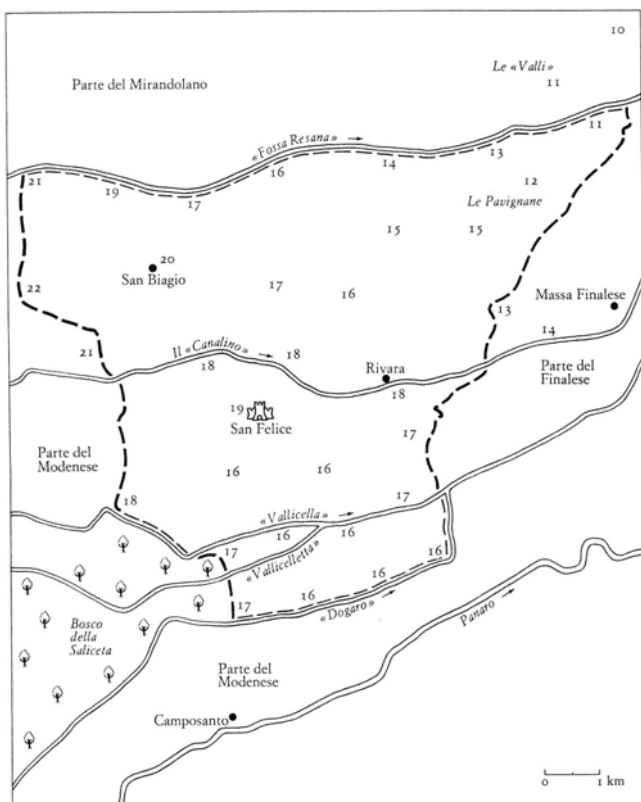 10
Le «Valli»
11
Parte del Mirandolano
11
«Fossa Resana» →
13
14
16
21
19
17
12
Le Pavignane
15
15
20
San Biagio
17
16
22
Massa Finalese
13
14
21
Il «Canalino» →
18
18
Rivara
18
Parte del
Finalese
19
San Felice
17
Parte del
Modenese
16
16
18
17
«Vallicella» →
16
16
17
«Vallicelletta»
16
16
16
17
«Dogaro» →
Bosco
della
Saliceta
Panaro →
Parte del
Modenese
Camposanto
0 1 km